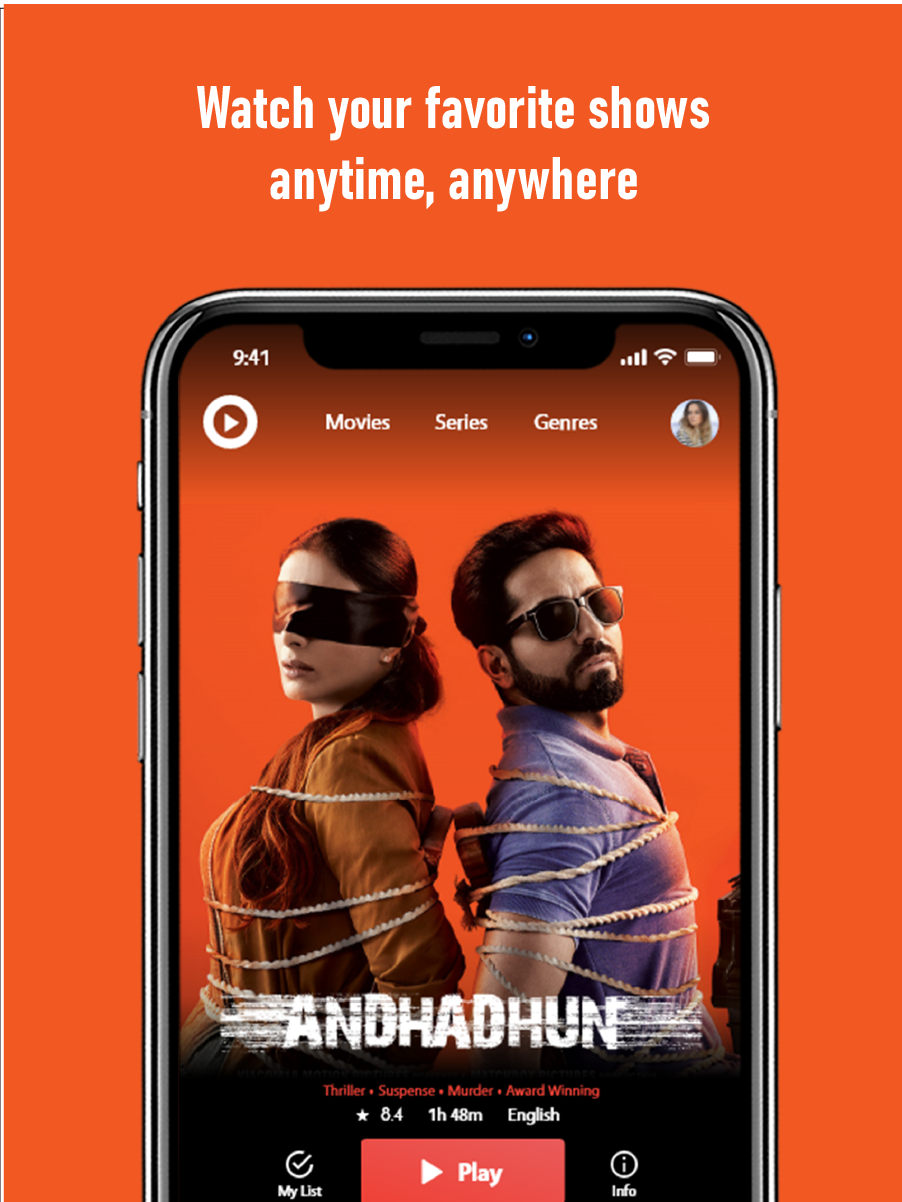 Watch your favorite shows
anytime, anywhere
9:41
Movies Series Genres
ANDHADHUN
Thriller • Suspense • Murder • Award Winning
★ 8.4 1h 48m English
Play
My List Info